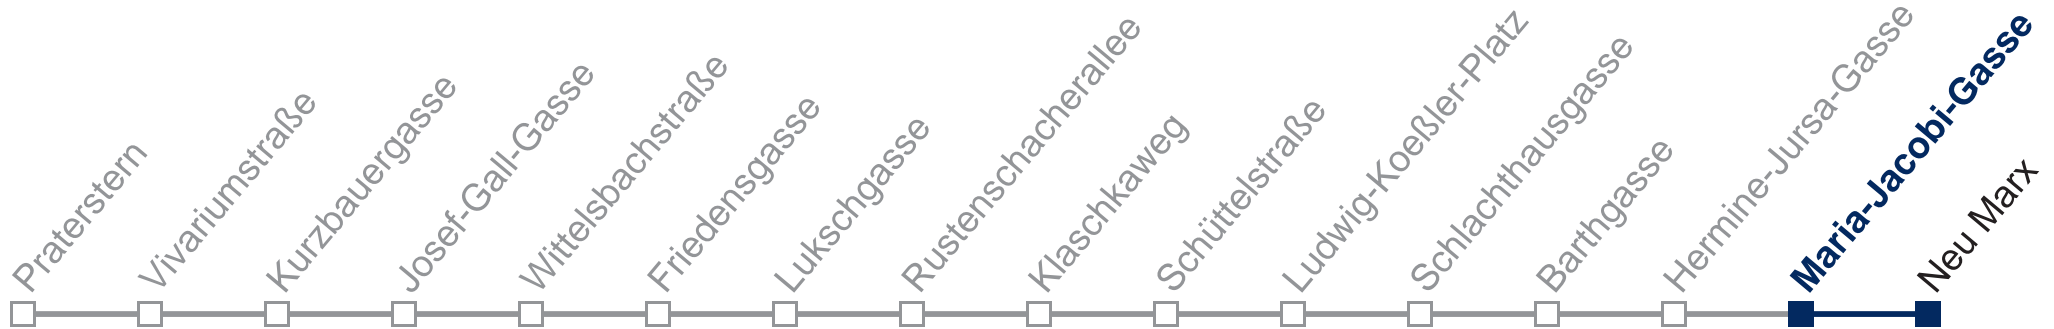 Praterstern
Vivariumstraße
Kurzbauergasse
Josef-Gall-Gasse
Wittelsbachstraße
Friedensgasse
Lukschgasse
Rustenschacherallee
Klaschkaweg
Schüttelstraße
Ludwig-Koeßler-Platz
Schlachthausgasse
Barthgasse
Hermine-Jursa-Gasse
Maria-Jacobi-Gasse
Neu Marx